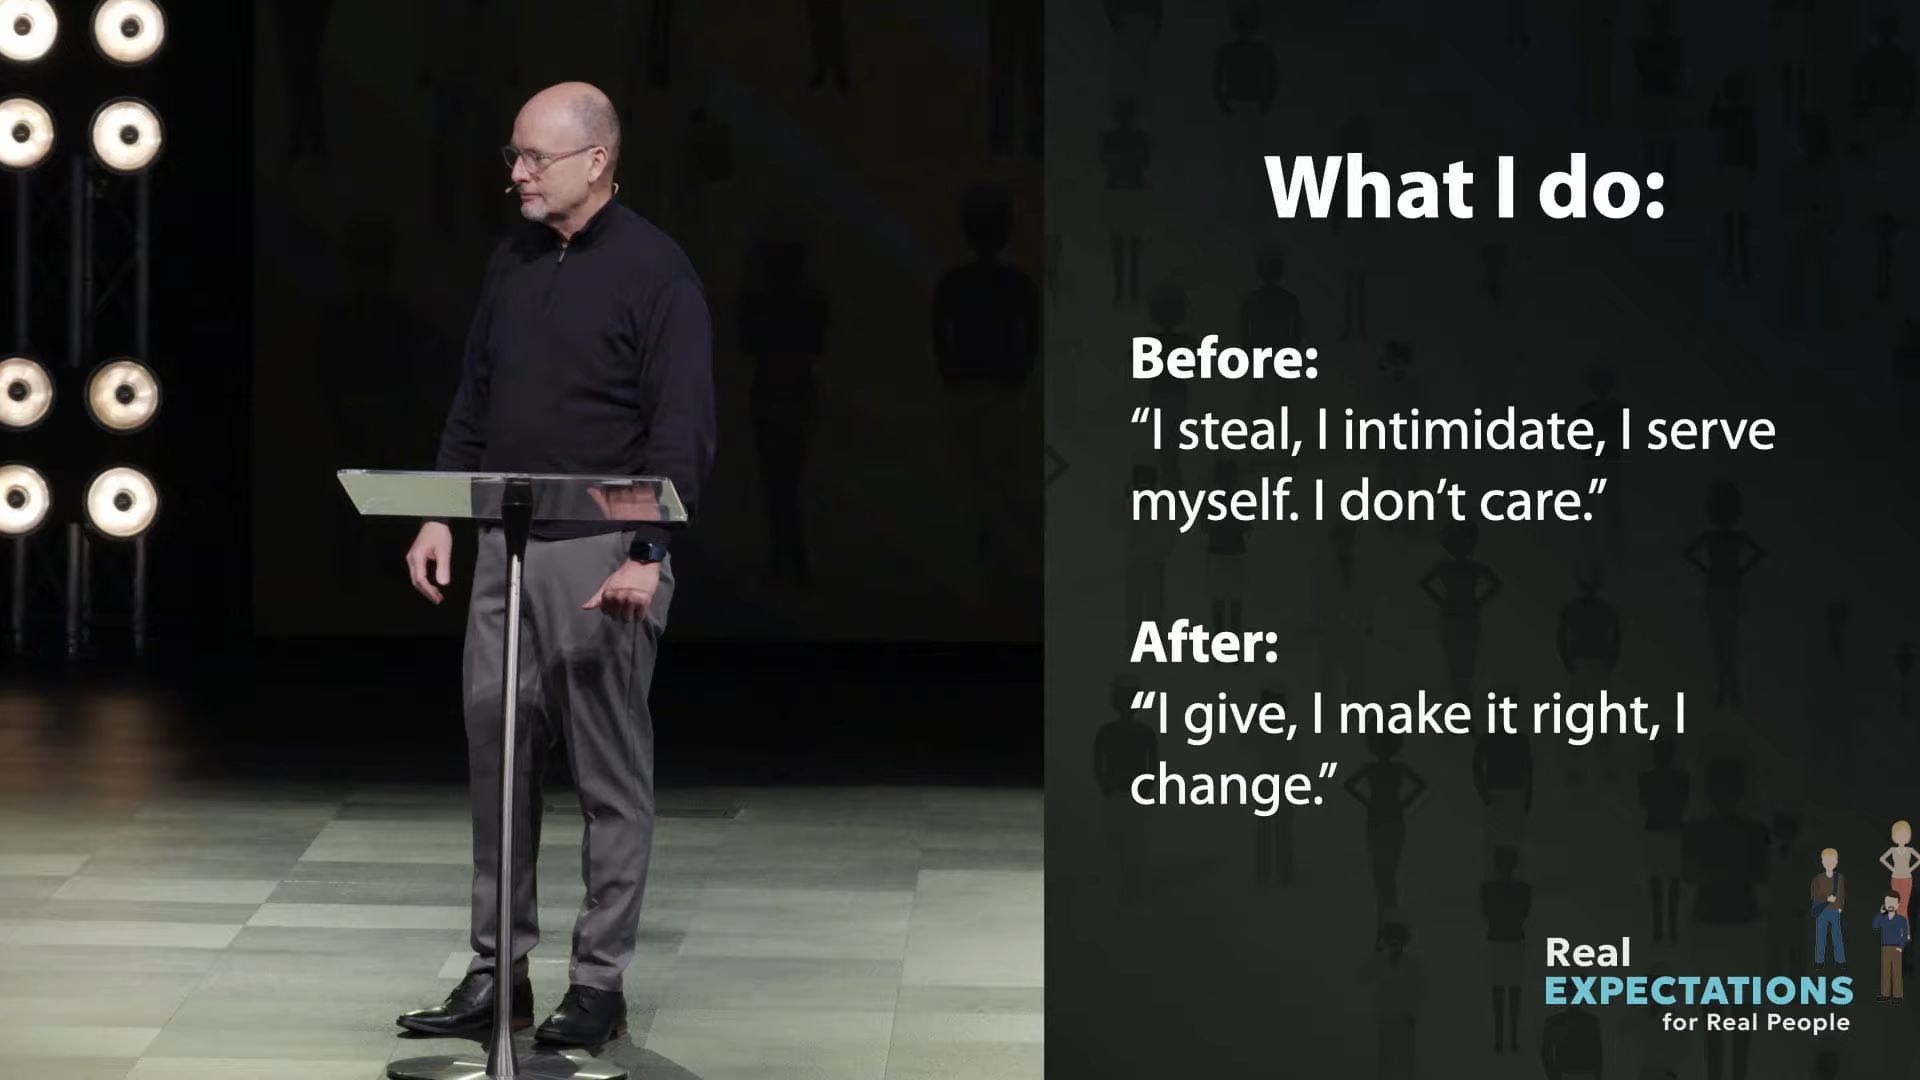 What I do:
Before:
“I steal, I intimidate, I serve
myself. I don’t care.”
After:
“I give, I make it right, I
change.”
Real
EXPECTATIONS
for Real People